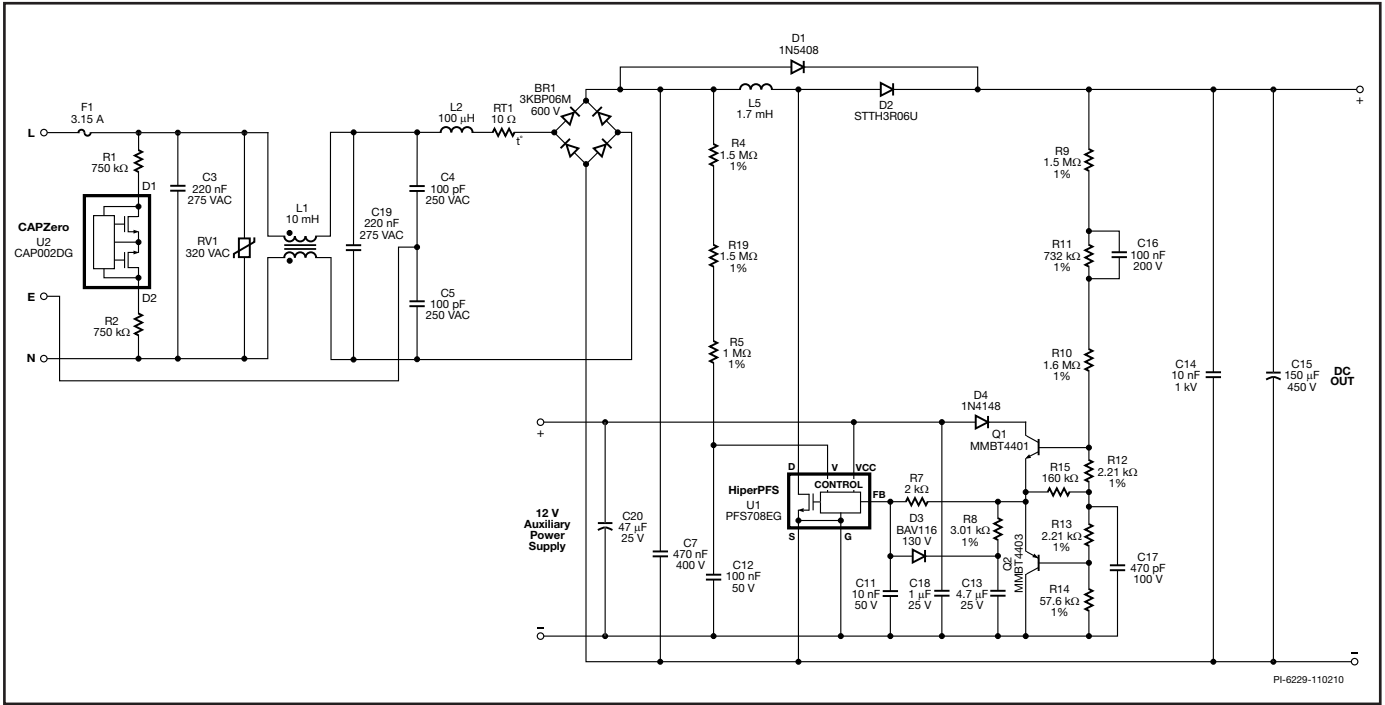 F1
3.15 A
L
R1
750 kΩ
D1
CAPZero
U2
CAP002DG
D2
E
R2
750 kΩ
N
C3
220 nF
275 VAC
RV1
320 VAC
L1
10 mH
C19
220 nF
275 VAC
C4
100 pF
250 VAC
C5
100 pF
250 VAC
L2
100 μH
RT1
10 Ω
t°
BR1
3KBP06M
600 V
D1
1N5408
L5
1.7 mH
D2
STTH3R06U
+
R4
1.5 MΩ
1%
R19
1.5 MΩ
1%
R5
1 MΩ
1%
R9
1.5 MΩ
1%
R11
732 kΩ
1%
C16
100 nF
200 V
R10
1.6 MΩ
1%
C14
10 nF
1 kV
C15
150 μF
450 V
DC
OUT
D4
1N4148
Q1
MMBT4401
+
12 V
Auxiliary
Power
Supply
–
C20
47 μF
25 V
C7
470 nF
400 V
C12
100 nF
50 V
HiperPFS
U1
PFS708EG
D
V
VCC
CONTROL
FB
S
G
R7
2 kΩ
D3
BAV116
130 V
R8
3.01 kΩ
1%
R15
160 kΩ
R12
2.21 kΩ
1%
R13
2.21 kΩ
1%
Q2
MMBT4403
C17
470 pF
100 V
C11
10 nF
50 V
C18
1 μF
25 V
C13
4.7 μF
25 V
R14
57.6 kΩ
1%
–
PI-6229-110210